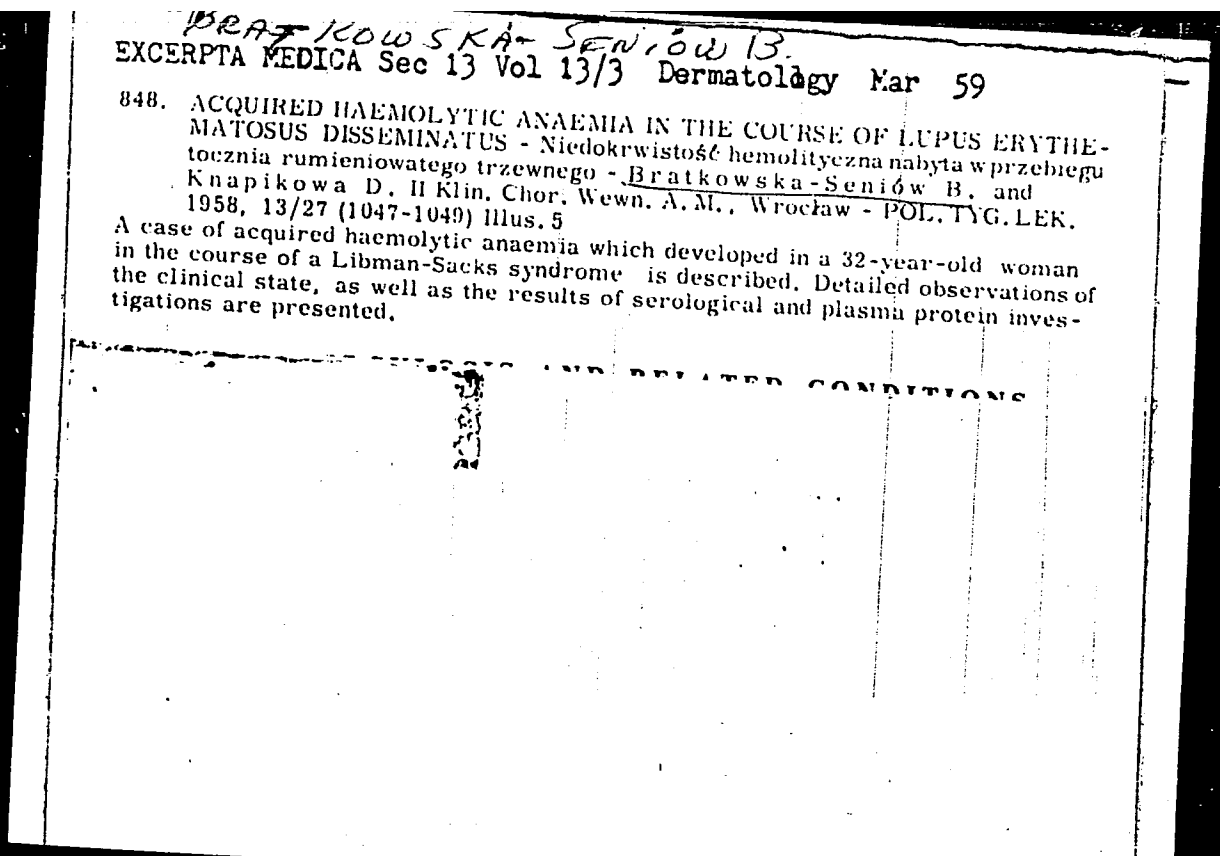 BRATKOWSKA-SENIÓW B.
EXCERPTA MEDICA Sec 13 Vol 13/3 Dermatology Mar 59
848. ACQUIRED HAEMOLYTIC ANAEMIA IN THE COURSE OF LUPUS ERYTHE-
MATOSUS DISSEMINATUS - Niedokrwistość hemolityczna nabyta w przebiegu
tocznia rumieniowatego trzewnego - Bratkowska-Seniów B. and
Knapikowa D. II Klin. Chor. Wewn. A.M., Wrocław - POL. TYG. LEK.
1958, 13/27 (1047-1049) Illus. 5
A case of acquired haemolytic anaemia which developed in a 32-year-old woman
in the course of a Libman-Sacks syndrome is described. Detailed observations of
the clinical state, as well as the results of serological and plasma protein inves-
tigations are presented.
AND RELATED CONDITIONS